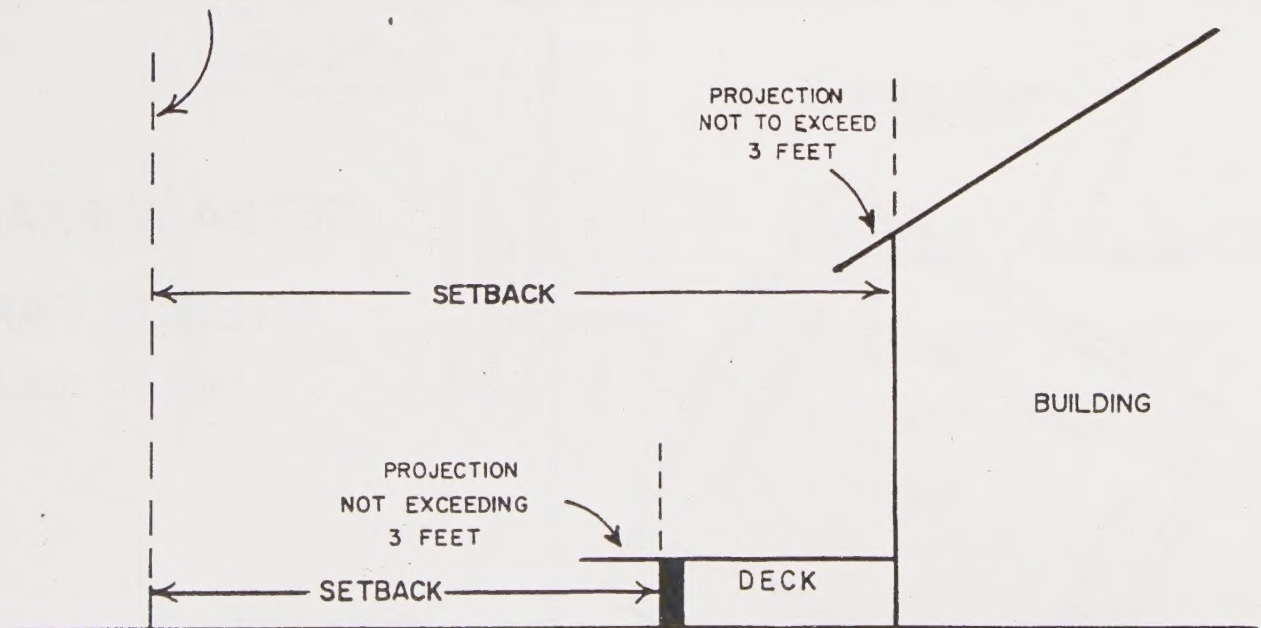 PROJECTION
NOT TO EXCEED
3 FEET
SETBACK
BUILDING
PROJECTION
NOT EXCEEDING
3 FEET
SETBACK
DECK